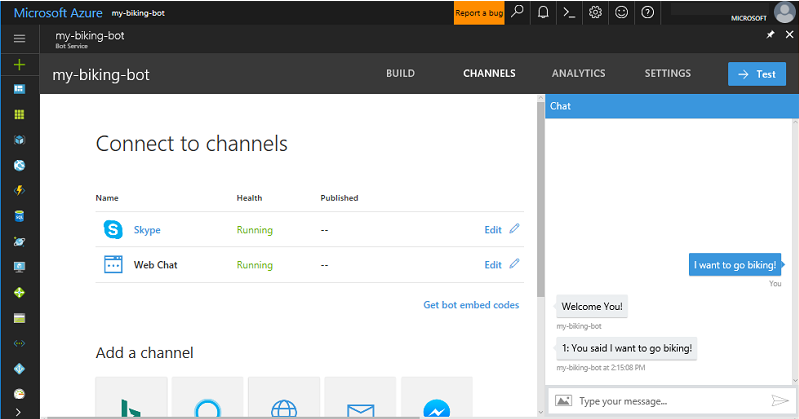 Microsoft Azure my-biking-bot Report a bug MICROSOFT
my-biking-bot
Bot Service
my-biking-bot BUILD CHANNELS ANALYTICS SETTINGS Test
Chat
Connect to channels
Name Health Published
Skype Running -- Edit
Web Chat Running -- Edit
Get bot embed codes
Add a channel
I want to go biking!
You
Welcome You!
my-biking-bot
1: You said I want to go biking!
my-biking-bot at 2:15:08 PM
Type your message...